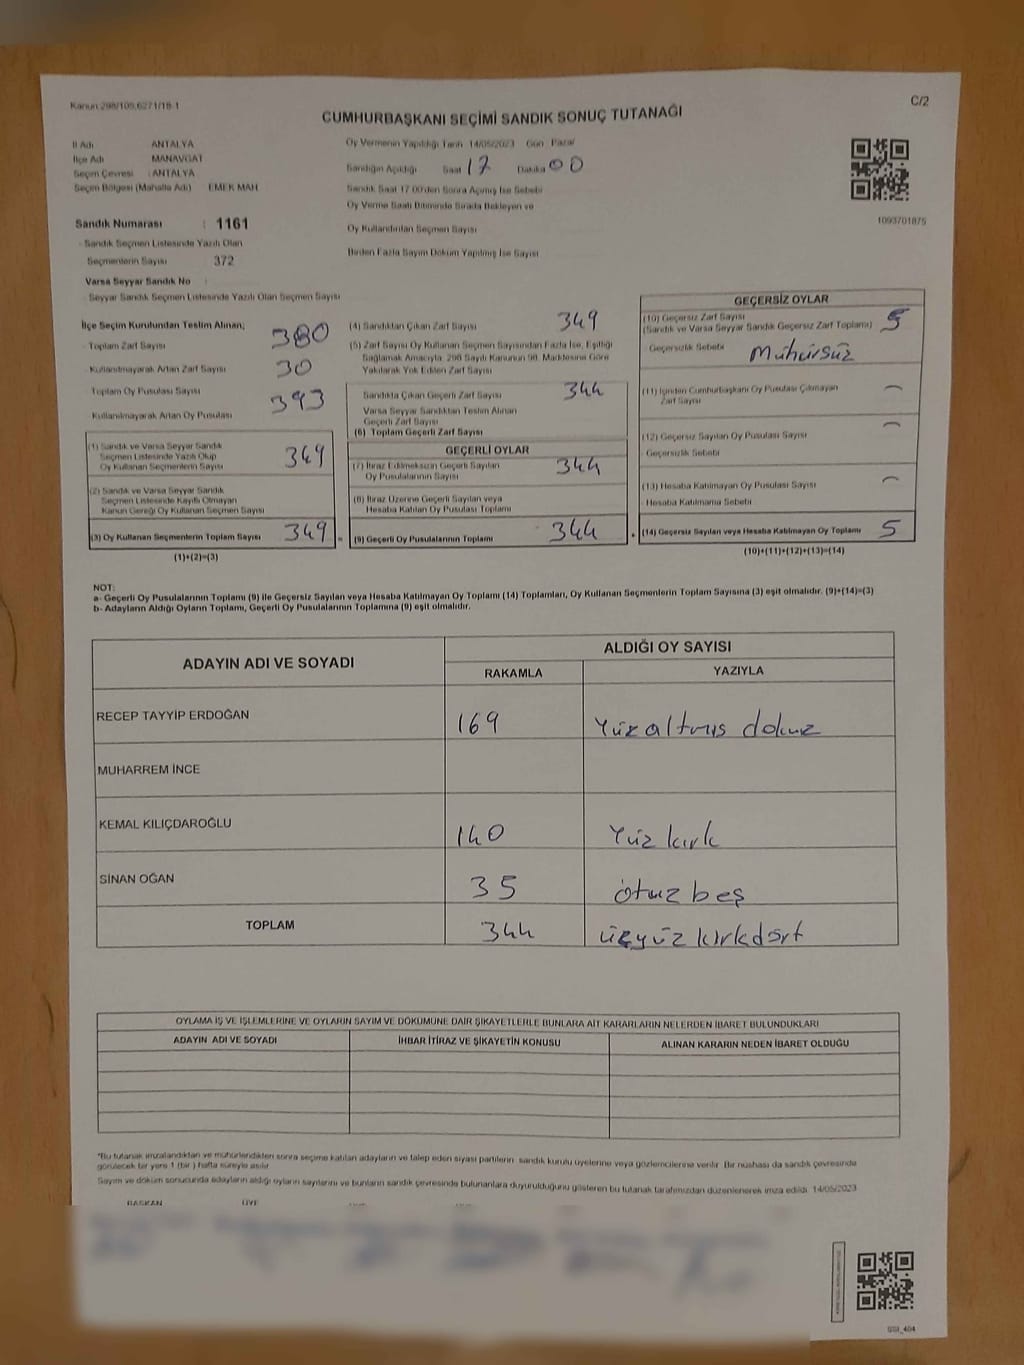 Kanun:298/105,6271/18-1
C/2
CUMHURBAŞKANI SEÇİMİ SANDIK SONUÇ TUTANAĞI
İl Adı ANTALYA
İlçe Adı MANAVGAT
Seçim Çevresi : ANTALYA
Seçim Bölgesi (Mahalle Adı) EMEK MAH
Sandık Numarası : 1161
- Sandık Seçmen Listesinde Yazılı Olan
Seçmenlerin Sayısı 372
Varsa Seyyar Sandık No :
- Seyyar Sandık Seçmen Listesinde Yazılı Olan Seçmen Sayısı
Oy Vermenin Yapıldığı Tarih 14/05/2023 Gün Pazar
Sandığın Açıldığı Saat 17 Dakika 00
Sandık Saat 17.00'den Sonra Açılmış İse Sebebi
Oy Verme Saati Bitiminde Sırada Bekleyen ve
Oy Kullandırılan Seçmen Sayısı
Birden Fazla Sayım Döküm Yapılmış İse Sayısı
1093701875
İlçe Seçim Kurulundan Teslim Alınan;
- Toplam Zarf Sayısı 380
- Kullanılmayarak Artan Zarf Sayısı 30
Toplam Oy Pusulası Sayısı 393
Kullanılmayarak Artan Oy Pusulası
(1) Sandık ve Varsa Seyyar Sandık
Seçmen Listesinde Yazılı Olup
Oy Kullanan Seçmenlerin Sayısı 349
(2) Sandık ve Varsa Seyyar Sandık
Seçmen Listesinde Kayıtlı Olmayan
Kanun Gereği Oy Kullanan Seçmen Sayısı
(3) Oy Kullanan Seçmenlerin Toplam Sayısı 349 =
(1)+(2)=(3)
(4) Sandıktan Çıkan Zarf Sayısı 349
(5) Zarf Sayısı Oy Kullanan Seçmen Sayısından Fazla İse, Eşitliği
Sağlamak Amacıyla, 298 Sayılı Kanunun 98. Maddesine Göre
Yakılarak Yok Edilen Zarf Sayısı
Sandıkta Çıkan Geçerli Zarf Sayısı 344
Varsa Seyyar Sandıktan Teslim Alınan
Geçerli Zarf Sayısı
(6) Toplam Geçerli Zarf Sayısı
GEÇERLİ OYLAR
(7) İtiraz Edilmeksizin Geçerli Sayılan
Oy Pusulalarının Sayısı 344
(8) İtiraz Üzerine Geçerli Sayılan veya
Hesaba Katılan Oy Pusulası Toplamı
(9) Geçerli Oy Pusulalarının Toplamı 344 +
GEÇERSİZ OYLAR
(10) Geçersiz Zarf Sayısı 5
(Sandık ve Varsa Seyyar Sandık Geçersiz Zarf Toplamı)
- Geçersizlik Sebebi Mühürsüz
(11) İçinden Cumhurbaşkanı Oy Pusulası Çıkmayan
Zarf Sayısı
(12) Geçersiz Sayılan Oy Pusulası Sayısı
- Geçersizlik Sebebi
(13) Hesaba Katılmayan Oy Pusulası Sayısı
- Hesaba Katılmama Sebebi
(14) Geçersiz Sayılan veya Hesaba Katılmayan Oy Toplamı 5
(10)+(11)+(12)+(13)=(14)
NOT:
a- Geçerli Oy Pusulalarının Toplamı (9) ile Geçersiz Sayılan veya Hesaba Katılmayan Oy Toplamı (14) Toplamları, Oy Kullanan Seçmenlerin Toplam Sayısına (3) eşit olmalıdır. (9)+(14)=(3)
b- Adayların Aldığı Oyların Toplamı, Geçerli Oy Pusulalarının Toplamına (9) eşit olmalıdır.
ADAYIN ADI VE SOYADI
ALDIĞI OY SAYISI
RAKAMLA YAZIYLA
RECEP TAYYİP ERDOĞAN 169 Yüzaltmış dokuz
MUHARREM İNCE
KEMAL KILIÇDAROĞLU 140 Yüz kırk
SİNAN OĞAN 35 otuz beş
TOPLAM 344 üçyüz kırkdört
OYLAMA İŞ VE İŞLEMLERİNE VE OYLARIN SAYIM VE DÖKÜMÜNE DAİR ŞİKAYETLERLE BUNLARA AİT KARARLARIN NELERDEN İBARET BULUNDUKLARI
ADAYIN ADI VE SOYADI İHBAR İTİRAZ VE ŞİKAYETİN KONUSU ALINAN KARARIN NEDEN İBARET OLDUĞU
*Bu tutanak imzalandıktan ve mühürlendikten sonra seçime katılan adayların ve talep eden siyasi partilerin sandık kurulu üyelerine veya gözlemcilerine verilir. Bir nüshası da sandık çevresinde
görülecek bir yere 1 (bir) hafta süreyle asılır.
Sayım ve döküm sonucunda adayların aldığı oyların sayılarını ve bunların sandık çevresinde bulunanlara duyurulduğunu gösteren bu tutanak tarafımızdan düzenlenerek imza edildi. 14/05/2023
BAŞKAN ÜYE